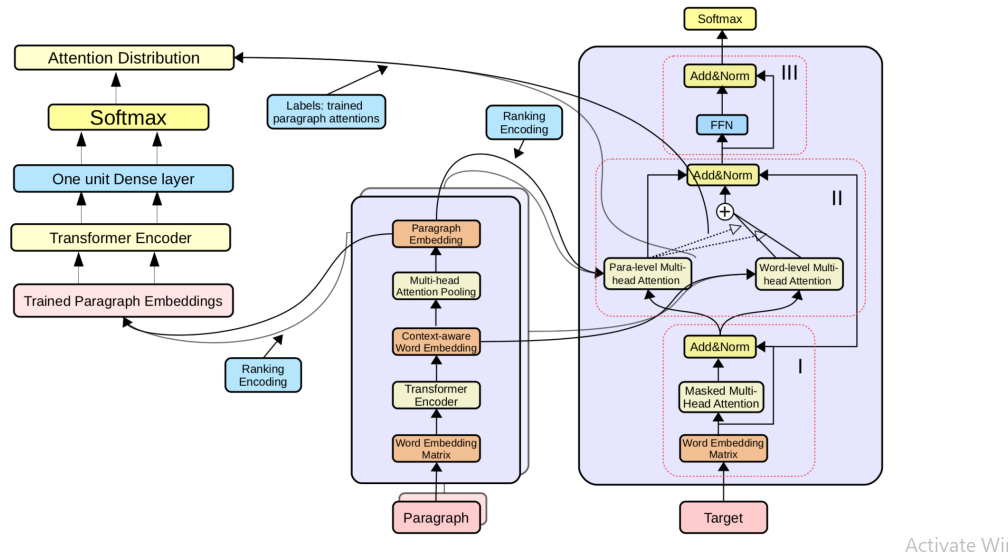 Attention Distribution
Softmax
One unit Dense layer
Transformer Encoder
Trained Paragraph Embeddings
Labels: trained
paragraph attentions
Ranking
Encoding
Ranking
Encoding
Paragraph
Embedding
Multi-head
Attention Pooling
Context-aware
Word Embedding
Transformer
Encoder
Word Embedding
Matrix
Paragraph
Softmax
Add&Norm
III
FFN
Add&Norm
II
Para-level Multi-
head Attention
Word-level Multi-
head Attention
Add&Norm
I
Masked Multi-
Head Attention
Word Embedding
Matrix
Target
Activate Wi